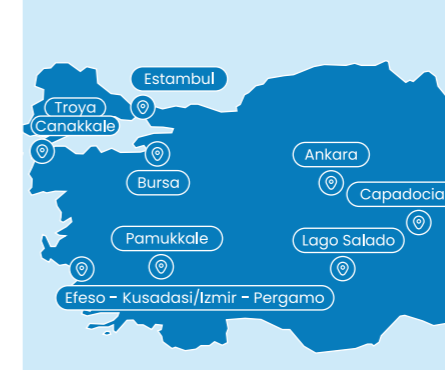 Estambul
Troya
Canakkale
Bursa
Ankara
Capadocia
Pamukkale
Lago Salado
Efeso - Kusadasi/Izmir - Pergamo